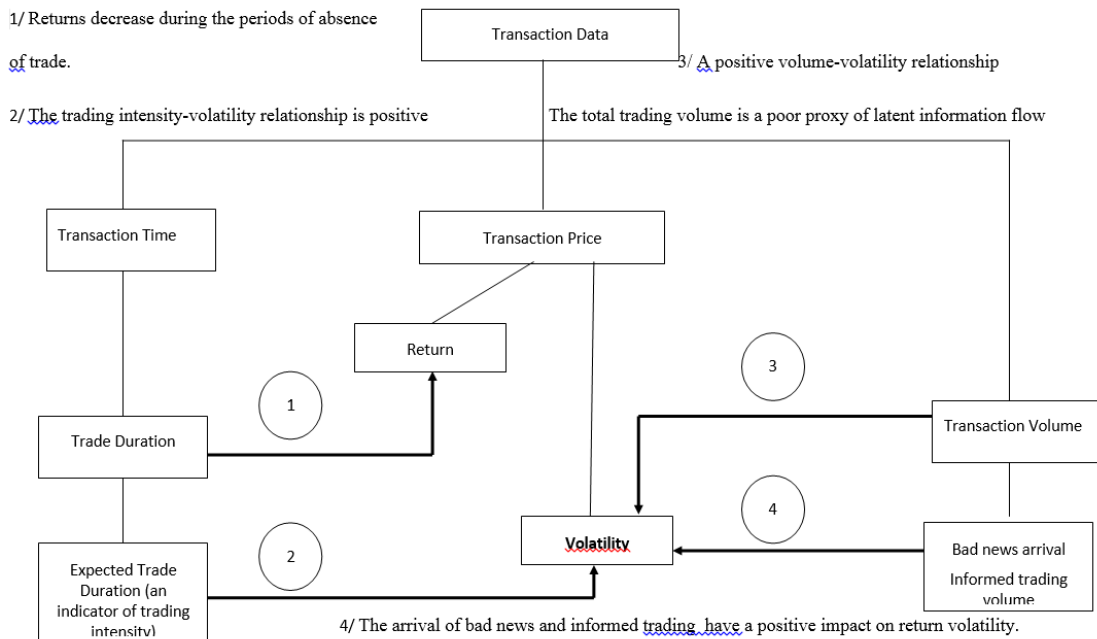 1/ Returns decrease during the periods of absence
of trade.
2/ The trading intensity-volatility relationship is positive
Transaction Data
3/ A positive volume-volatility relationship
The total trading volume is a poor proxy of latent information flow
Transaction Time
Transaction Price
Return
1
3
Trade Duration
Transaction Volume
4
Volatility
2
Expected Trade
Duration (an
indicator of trading
intensity)
Bad news arrival
Informed trading
volume
4/ The arrival of bad news and informed trading have a positive impact on return volatility.